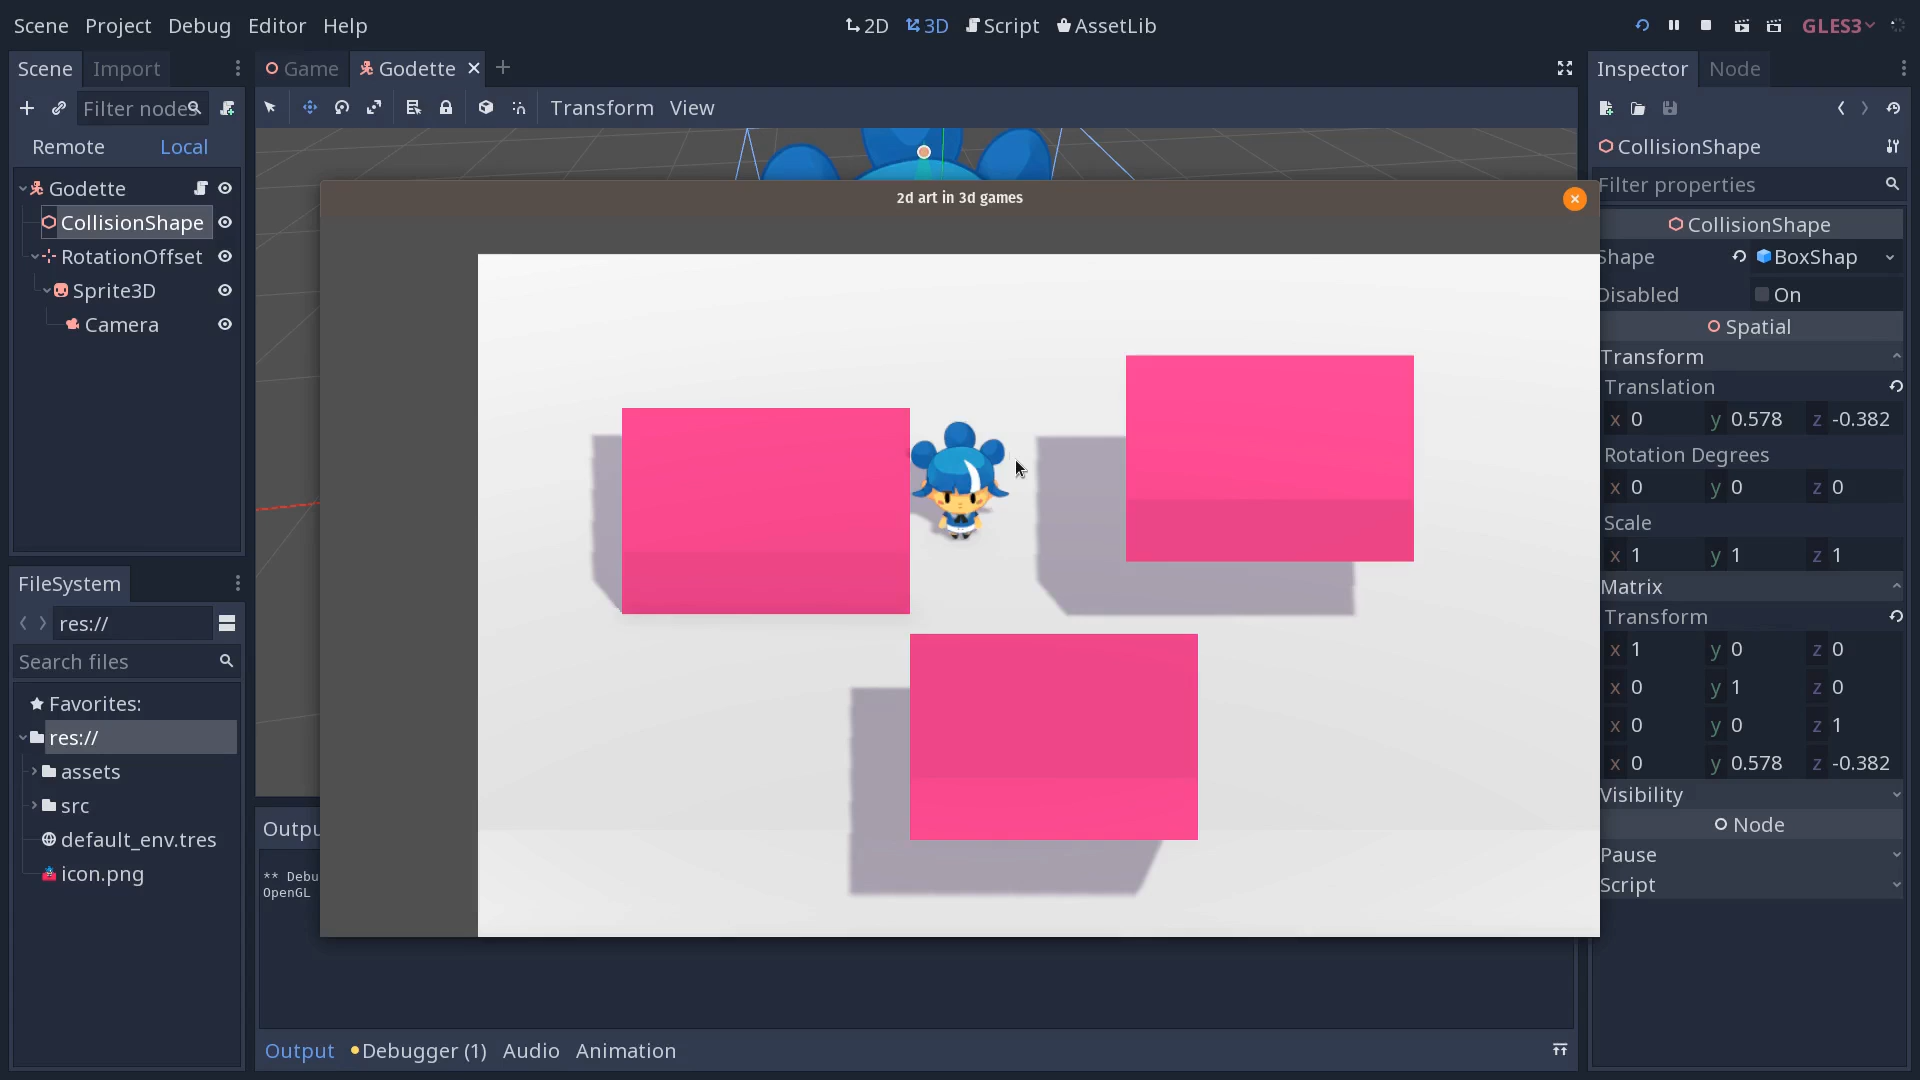 Scene Project Debug Editor Help
2D 3D Script AssetLib
GLES3
Scene Import
Game Godette
Inspector Node
Filter nodes
Transform View
Remote Local
CollisionShape
Godette
2d art in 3d games
Filter properties
CollisionShape
CollisionShape
RotationOffset
Shape BoxShap
Sprite3D
Disabled On
Camera
Spatial
Transform
Translation
x 0 y 0.578 z -0.382
Rotation Degrees
x 0 y 0 z 0
Scale
x 1 y 1 z 1
FileSystem
Matrix
res://
Transform
Search files
x 1 y 0 z 0
Favorites:
x 0 y 1 z 0
res://
x 0 y 0 z 1
assets
x 0 y 0.578 z -0.382
src
Visibility
Outpu
Node
default_env.tres
Pause
icon.png
** Debu
OpenGL
Script
Output Debugger (1) Audio Animation